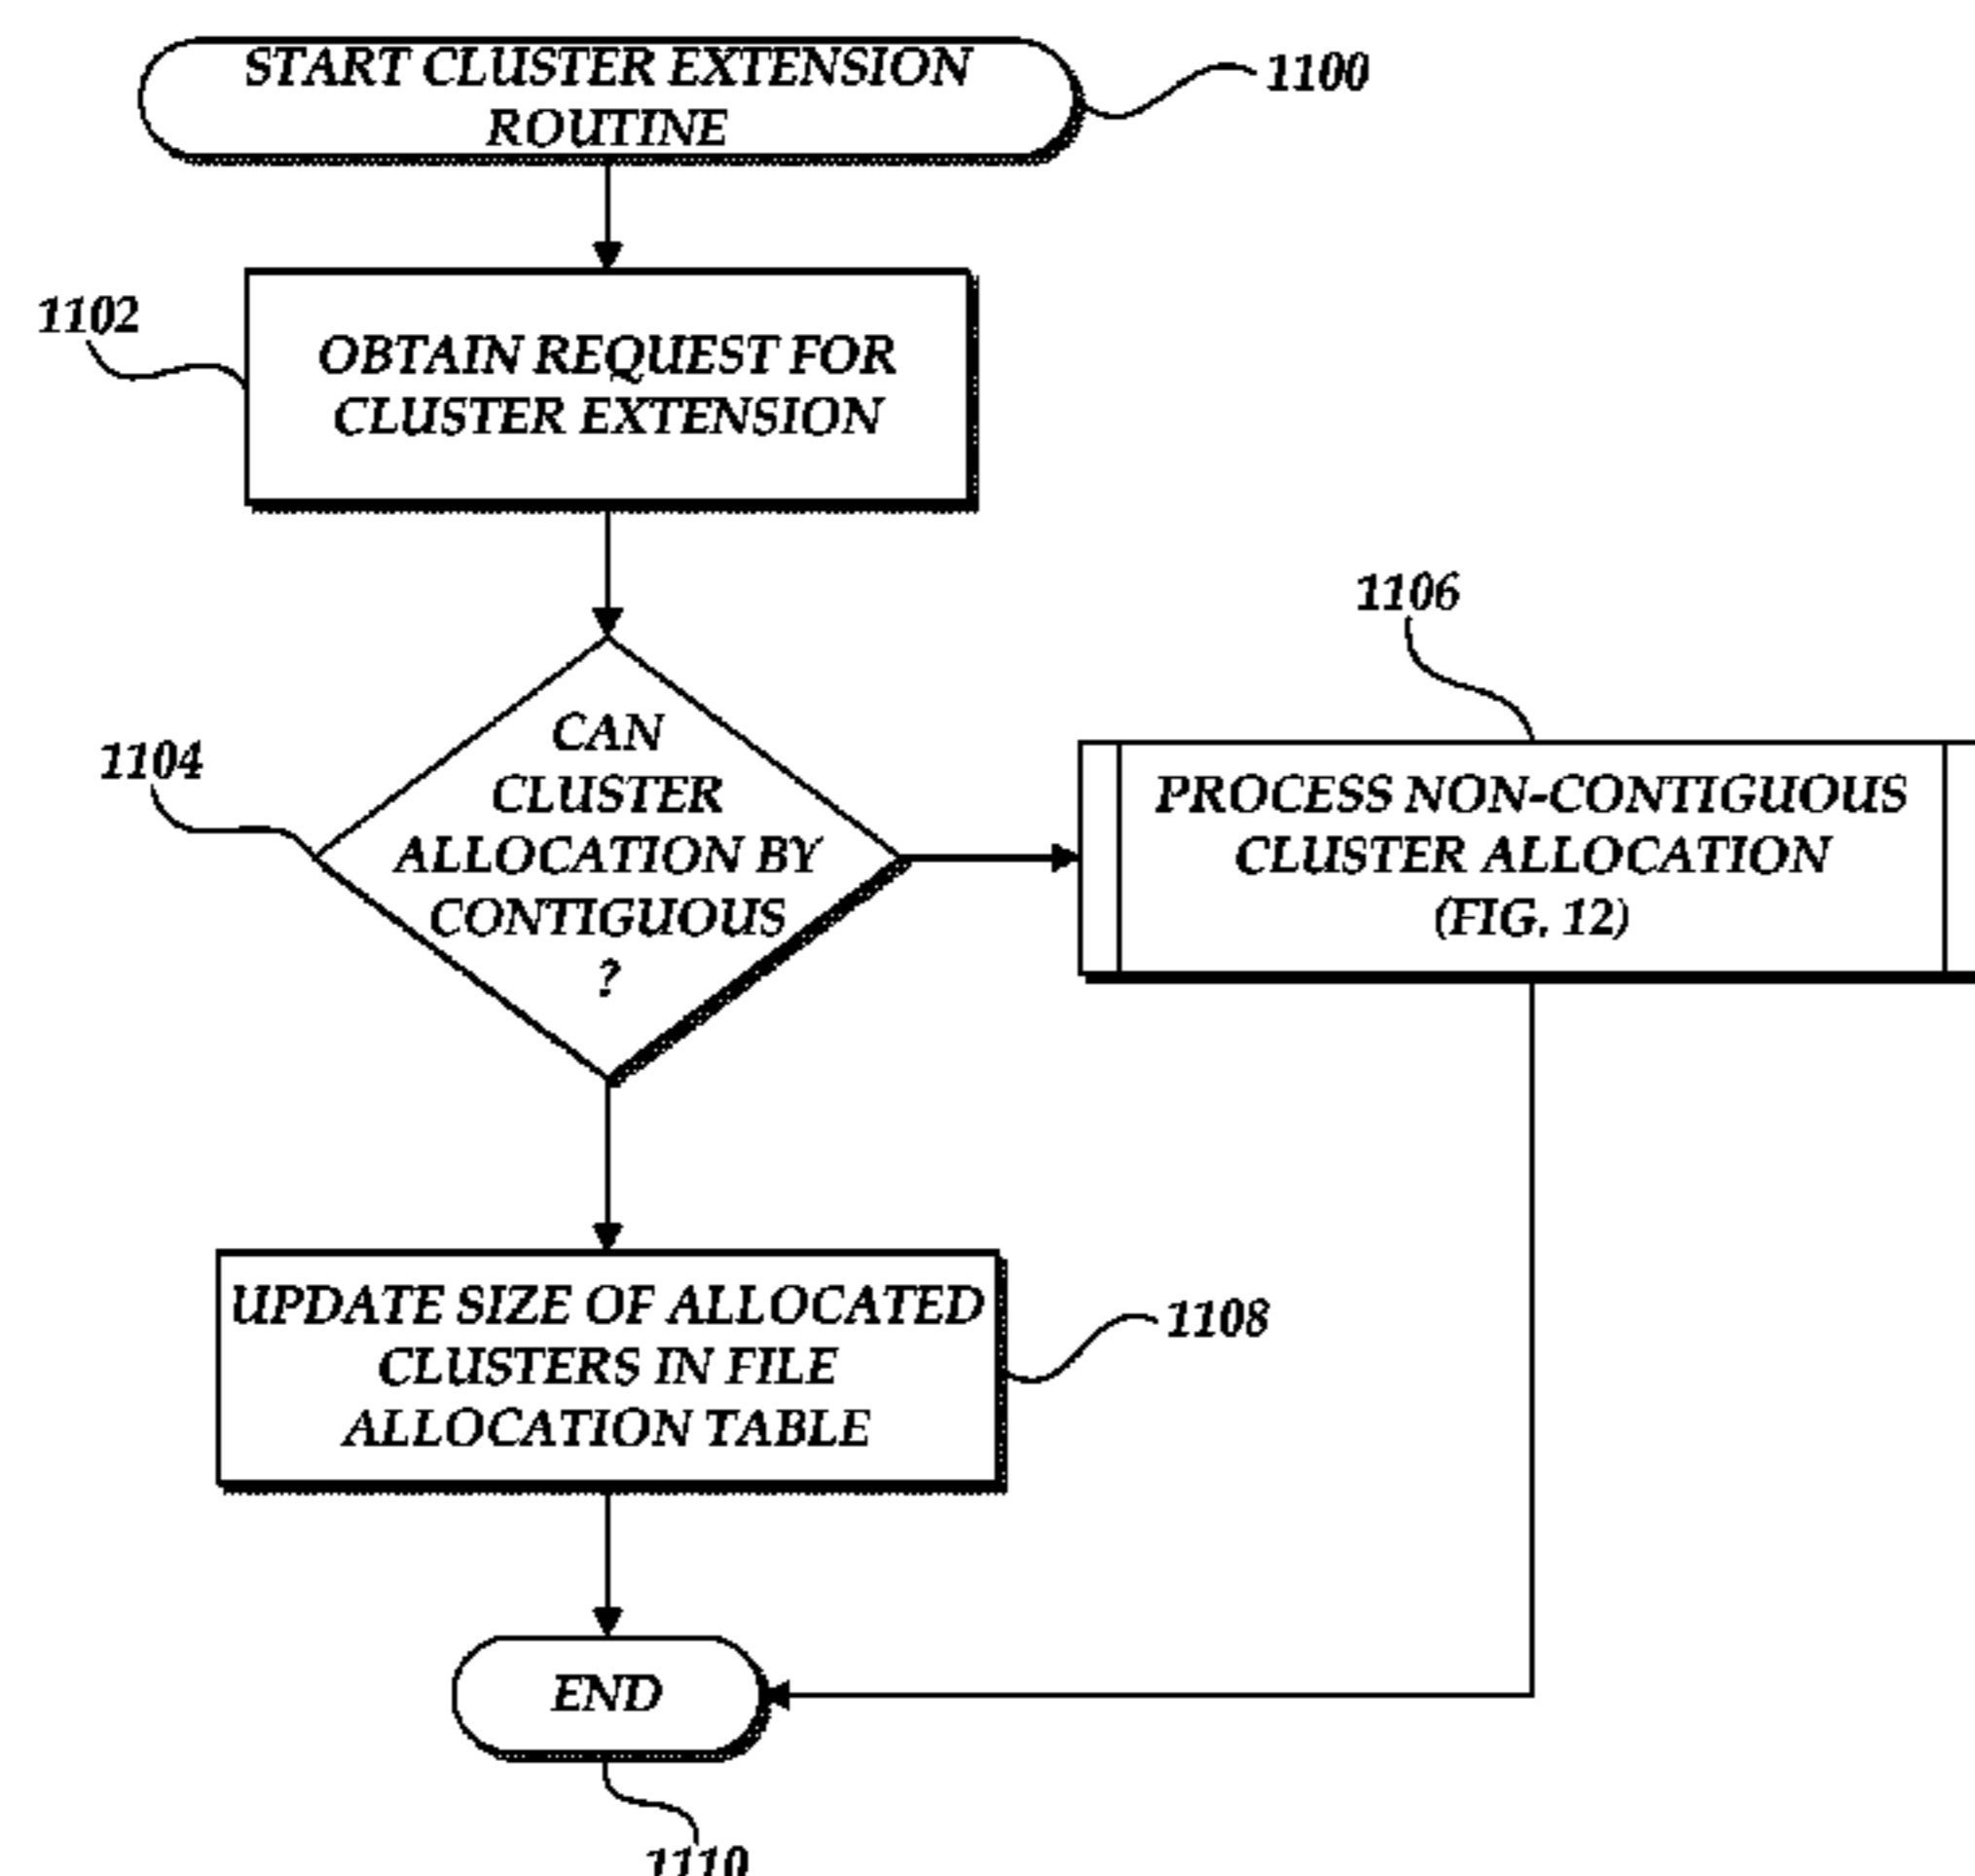 START CLUSTER EXTENSION
ROUTINE
1100
1102
OBTAIN REQUEST FOR
CLUSTER EXTENSION
1104
CAN
CLUSTER
ALLOCATION BY
CONTIGUOUS
?
1106
PROCESS NON-CONTIGUOUS
CLUSTER ALLOCATION
(FIG. 12)
UPDATE SIZE OF ALLOCATED
CLUSTERS IN FILE
ALLOCATION TABLE
1108
END
1110